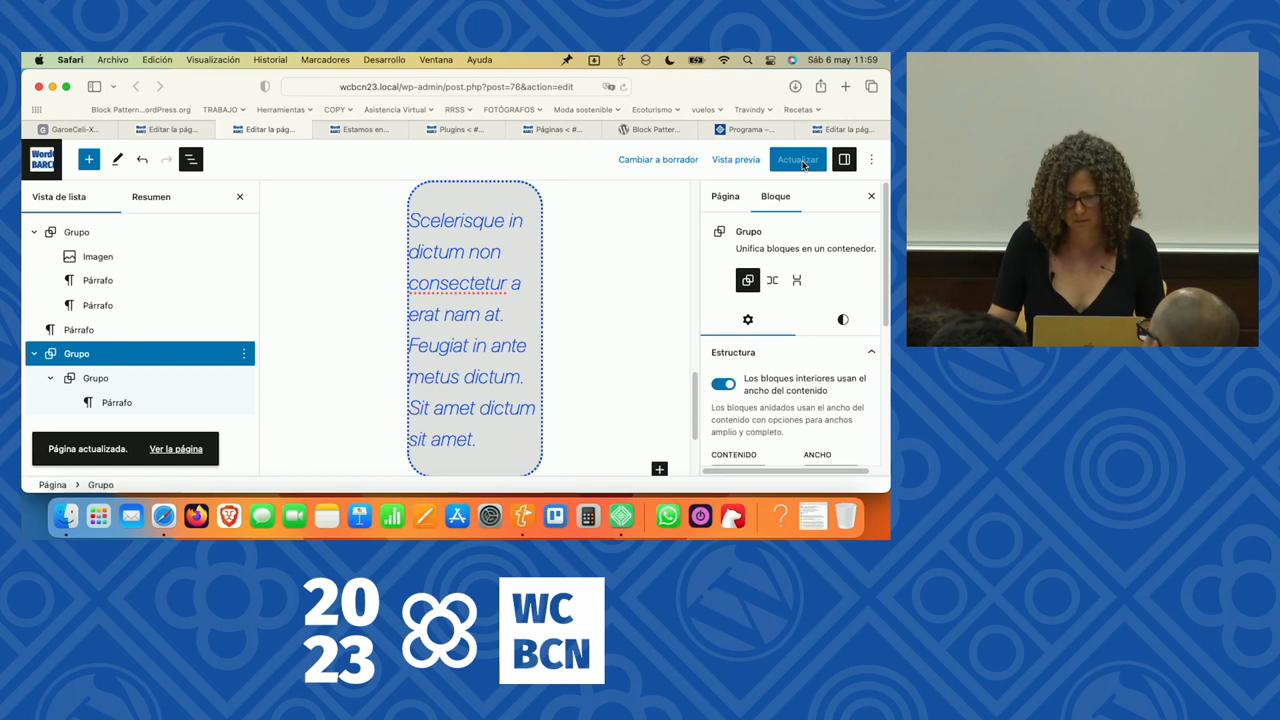 Safari Archivo Edición Visualización Historial Marcadores Desarrollo Ventana Ayuda Sáb 6 may 11:59
wcbcn23.local/wp-admin/post.php?post=76&action=edit
Block Pattern...ordPress.org TRABAJO Herramientas COPY Asistencia Virtual RRSS FOTÓGRAFOS Moda sostenible Ecoturismo vuelos Travindy Recetas
GaroeCeli-X... Editar la pág... Editar la pág... Estamos en... Plugins < #... Páginas < #... Block Patter... Programa –... Editar la pág...
Cambiar a borrador Vista previa Actualizar
Vista de lista Resumen
Grupo
Imagen
Párrafo
Párrafo
Párrafo
Grupo
Grupo
Párrafo
Página actualizada. Ver la página
Página > Grupo
Scelerisque in
dictum non
consectetur a
erat nam at.
Feugiat in ante
metus dictum.
Sit amet dictum
sit amet.
Página Bloque
Grupo
Unifica bloques en un contenedor.
Estructura
Los bloques interiores usan el
ancho del contenido
Los bloques anidados usan el ancho del
contenido con opciones para anchos
amplio y completo.
CONTENIDO ANCHO
20
23
WC
BCN